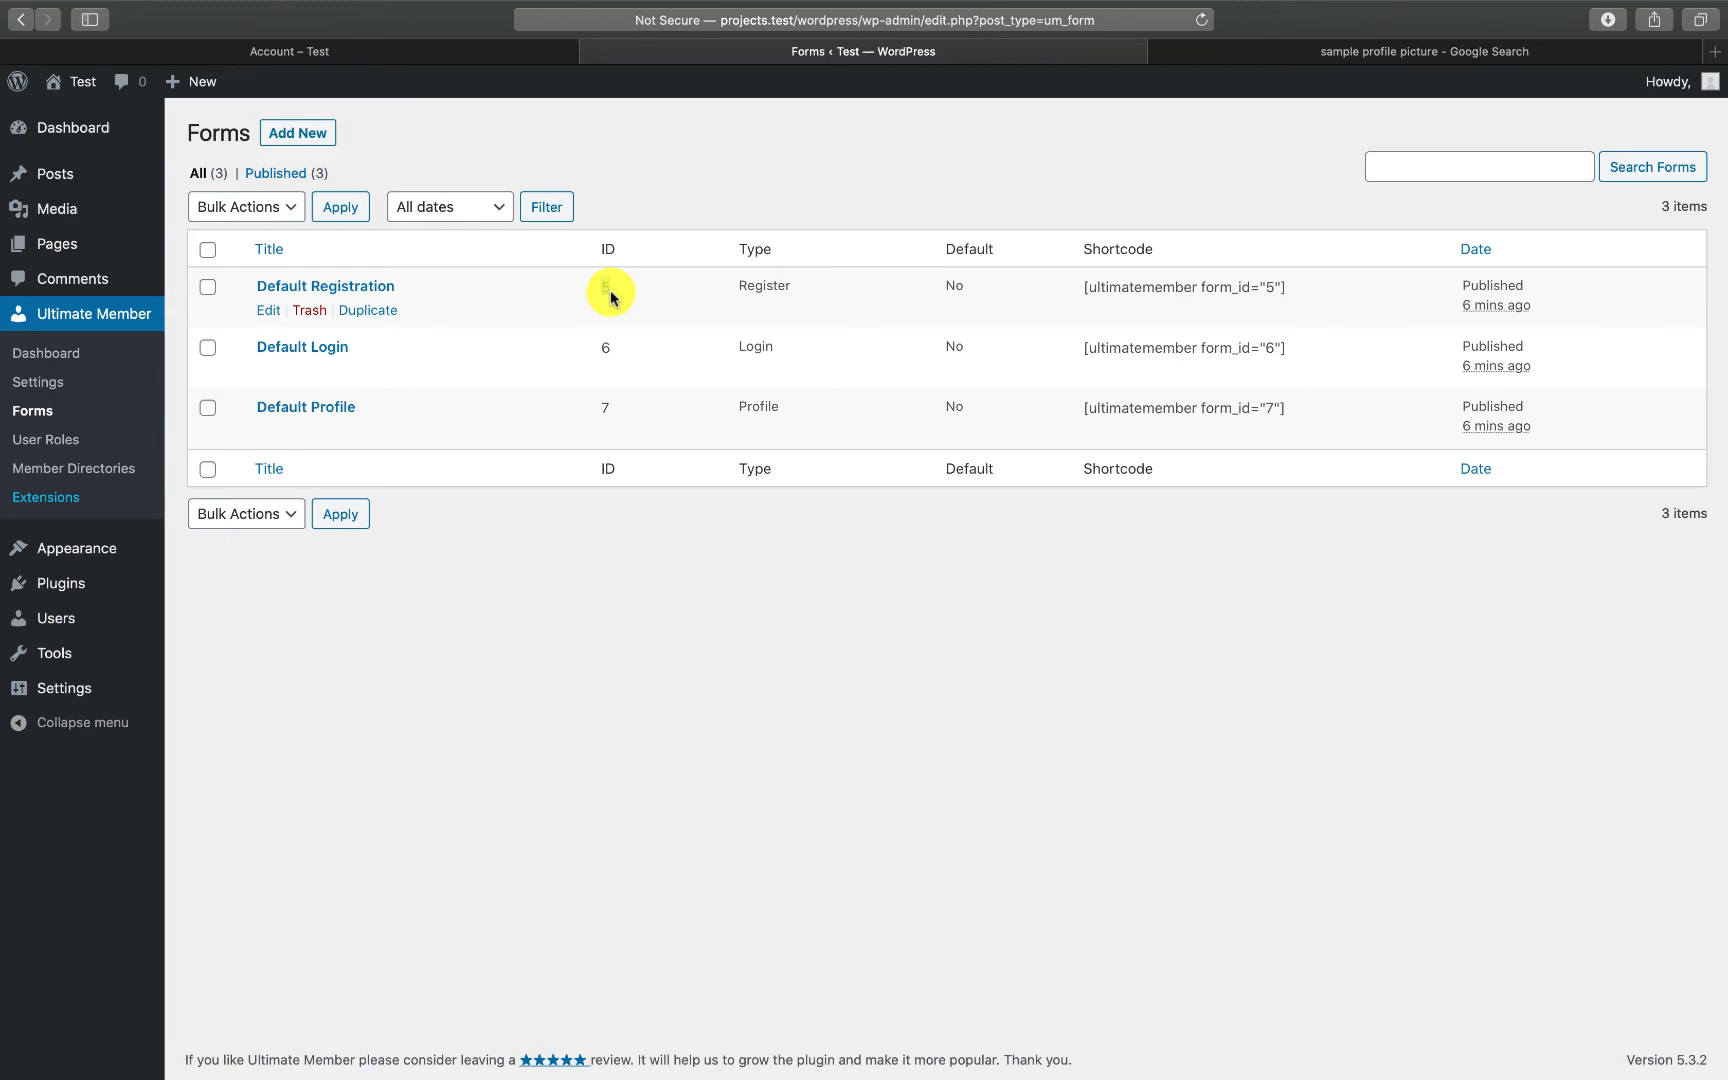 Not Secure — projects.test/wordpress/wp-admin/edit.php?post_type=um_form
Account – Test
Forms ‹ Test — WordPress
sample profile picture - Google Search
Test
0
New
Howdy,
Dashboard
Posts
Media
Pages
Comments
Ultimate Member
Dashboard
Settings
Forms
User Roles
Member Directories
Extensions
Appearance
Plugins
Users
Tools
Settings
Collapse menu
Forms
Add New
All (3) | Published (3)
Search Forms
Bulk Actions
Apply
All dates
Filter
3 items
Title ID Type Default Shortcode Date
Default Registration 5 Register No [ultimatemember form_id="5"] Published
Edit | Trash | Duplicate 6 mins ago
Default Login 6 Login No [ultimatemember form_id="6"] Published
6 mins ago
Default Profile 7 Profile No [ultimatemember form_id="7"] Published
6 mins ago
Title ID Type Default Shortcode Date
Bulk Actions
Apply
3 items
If you like Ultimate Member please consider leaving a ★★★★★ review. It will help us to grow the plugin and make it more popular. Thank you.
Version 5.3.2